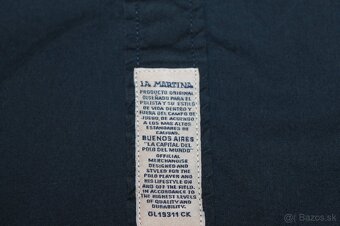 LA MARTINA
PRODUCTO ORIGINAL
DISEÑADO PARA EL
POLISTA Y SU ESTILO
DE VIDA DENTRO Y
FUERA DEL CAMPO DE
JUEGO, DE ACUERDO
A LOS MAS ALTOS
ESTANDARES DE
CALIDAD.
BUENOS AIRES
"LA CAPITAL DEL
POLO DEL MUNDO"
OFFICIAL
MERCHANDISE
DESIGNED AND
STYLED FOR THE
POLO PLAYER AND
HIS LIFESTYLE ON
AND OFF THE FIELD.
IN ACCORDANCE TO
THE HIGHEST LEVELS
OF QUALITY AND
DURABILITY.
GL19311 CK
Bazos.sk